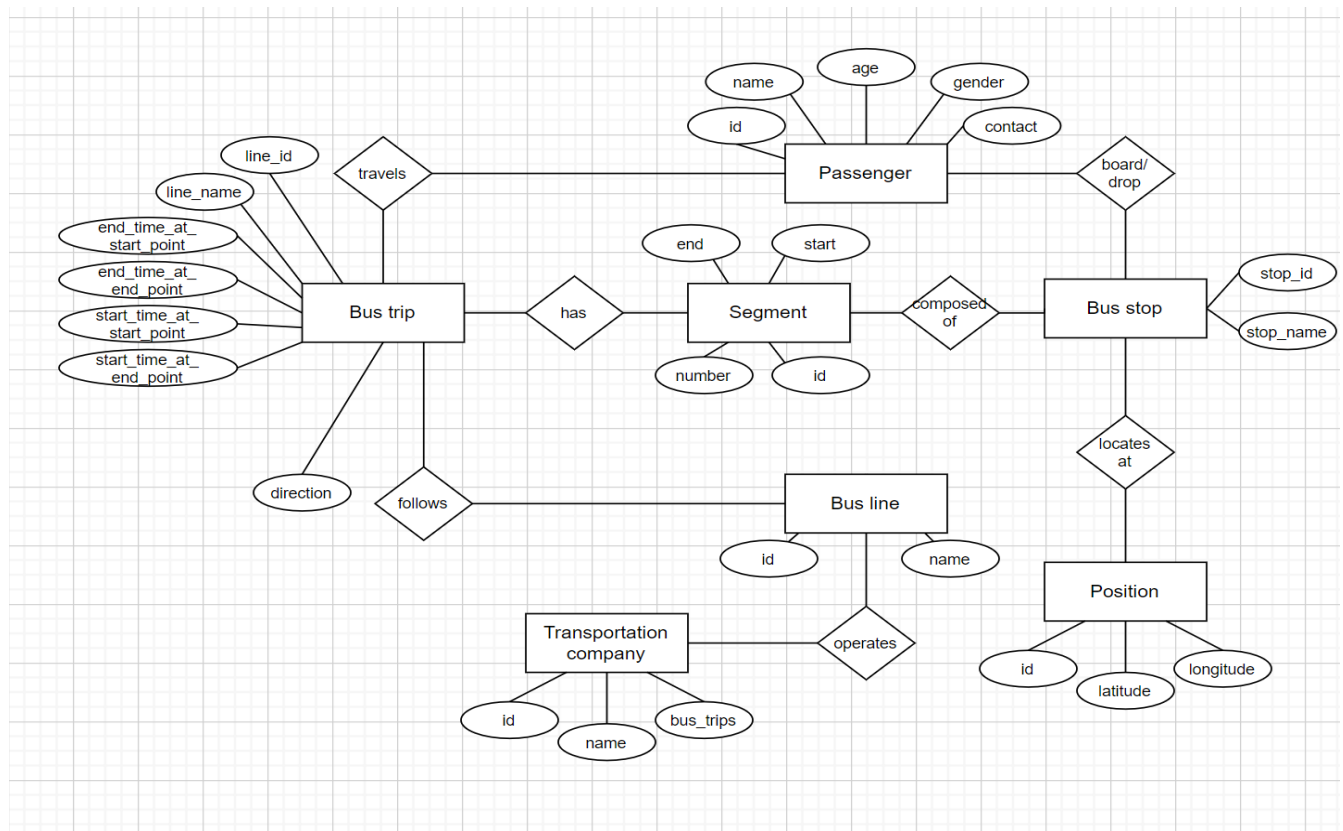 age
name
gender
id
contact
line_id
board/
drop
travels
Passenger
line_name
end_time_at_
start_point
end
start
end_time_at_
end_point
stop_id
Bus trip
has
Segment
composed
of
Bus stop
start_time_at_
start_point
stop_name
start_time_at_
end_point
number
id
locates
at
direction
follows
Bus line
id
name
Position
Transportation
company
operates
id
latitude
longitude
id
name
bus_trips